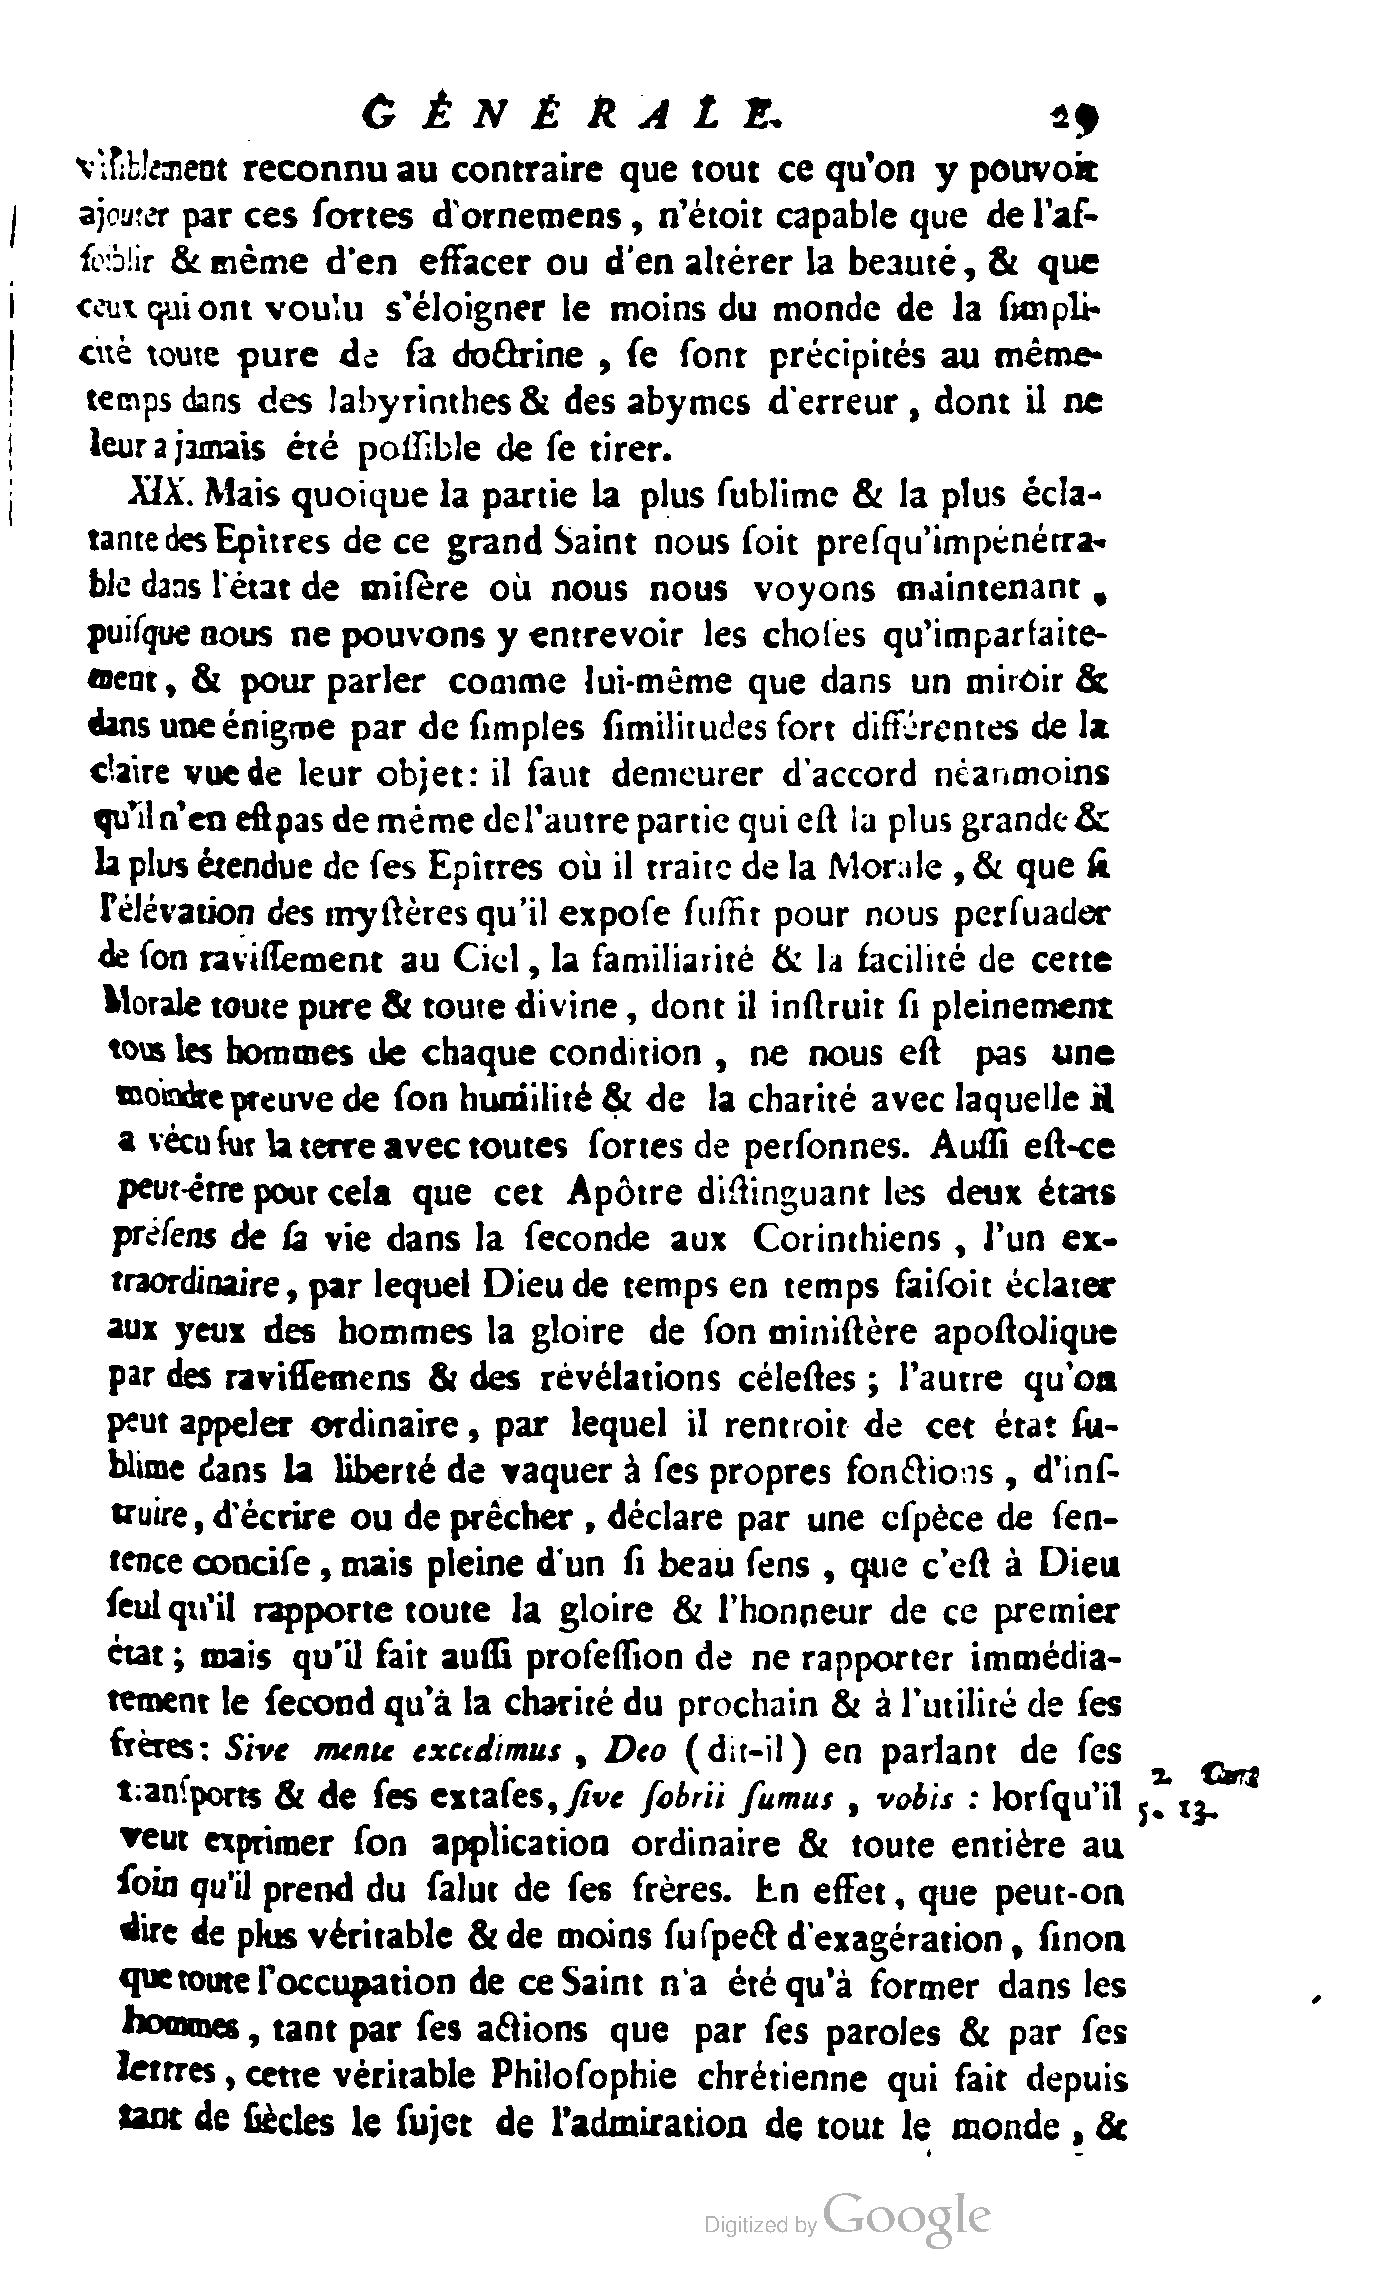 GÉNÉRALE. 29
viſiblement reconnu au contraire que tout ce qu'on y pouvoit
ajouter par ces ſortes d'ornemens, n'étoit capable que de l'af-
foiblir & même d'en effacer ou d'en altérer la beauté, & que
ceux qui ont voulu s'éloigner le moins du monde de la ſimpli-
cité toute pure de ſa doctrine, ſe ſont précipités au même-
temps dans des labyrinthes & des abymes d'erreur, dont il ne
leur a jamais été poſſible de ſe tirer.
XIX. Mais quoique la partie la plus ſublime & la plus écla-
tante des Epîtres de ce grand Saint nous ſoit preſqu'impénétra-
ble dans l'état de miſère où nous nous voyons maintenant,
puiſque nous ne pouvons y entrevoir les choſes qu'imparfaite-
ment, & pour parler comme lui-même que dans un miroir &
dans une énigme par de ſimples ſimilitudes fort différentes de la
claire vue de leur objet: il faut demeurer d'accord néanmoins
qu'il n'en eſt pas de même de l'autre partie qui eſt la plus grande &
la plus étendue de ſes Epîtres où il traite de la Morale, & que ſi
l'élévation des myſtères qu'il expoſe ſuffit pour nous perſuader
de ſon raviſſement au Ciel, la familiarité & la facilité de cette
Morale toute pure & toute divine, dont il inſtruit ſi pleinement
tous les hommes de chaque condition, ne nous eſt pas une
moindre preuve de ſon humilité & de la charité avec laquelle il
a vécu ſur la terre avec toutes ſortes de perſonnes. Auſſi eſt-ce
peut-être pour cela que cet Apôtre diſtinguant les deux états
préſens de ſa vie dans la ſeconde aux Corinthiens, l'un ex-
traordinaire, par lequel Dieu de temps en temps faiſoit éclater
aux yeux des hommes la gloire de ſon miniſtère apoſtolique
par des raviſſemens & des révélations céleſtes; l'autre qu'on
peut appeler ordinaire, par lequel il rentroit de cet état ſu-
blime dans la liberté de vaquer à ſes propres fonctions, d'inſ-
truire, d'écrire ou de prêcher, déclare par une eſpèce de ſen-
tence conciſe, mais pleine d'un ſi beau ſens, que c'eſt à Dieu
ſeul qu'il rapporte toute la gloire & l'honneur de ce premier
état; mais qu'il fait auſſi profeſſion de ne rapporter immédia-
tement le ſecond qu'à la charité du prochain & à l'utilité de ſes
frères: Sive mente excedimus, Deo (dit-il) en parlant de ſes
tranſports & de ſes extaſes, ſive ſobrii ſumus, vobis: lorſqu'il
2. Cor.
5. 13.
veut exprimer ſon application ordinaire & toute entière au
ſoin qu'il prend du ſalut de ſes frères. En effet, que peut-on
dire de plus véritable & de moins ſuſpect d'exagération, ſinon
que toute l'occupation de ce Saint n'a été qu'à former dans les
hommes, tant par ſes actions que par ſes paroles & par ſes
lettres, cette véritable Philoſophie chrétienne qui fait depuis
tant de ſiècles le ſujet de l'admiration de tout le monde, &
Digitized by Google